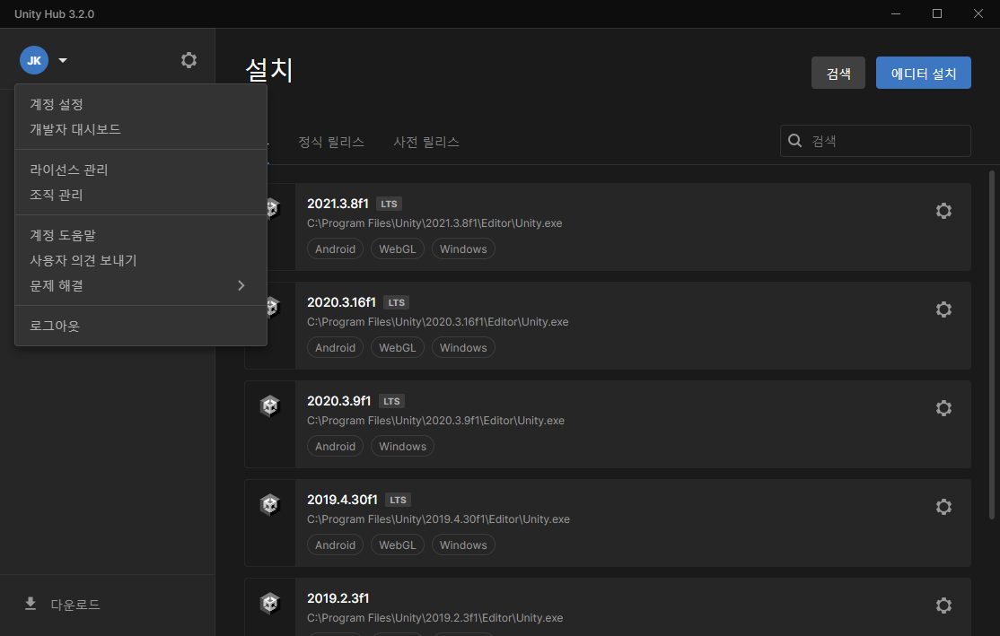 Unity Hub 3.2.0
JK
계정 설정
개발자 대시보드
라이선스 관리
조직 관리
계정 도움말
사용자 의견 보내기
문제 해결
로그아웃
다운로드
설치
검색
에디터 설치
정식 릴리스
사전 릴리스
검색
2021.3.8f1 LTS
C:\Program Files\Unity\2021.3.8f1\Editor\Unity.exe
Android WebGL Windows
2020.3.16f1 LTS
C:\Program Files\Unity\2020.3.16f1\Editor\Unity.exe
Android WebGL Windows
2020.3.9f1 LTS
C:\Program Files\Unity\2020.3.9f1\Editor\Unity.exe
Android Windows
2019.4.30f1 LTS
C:\Program Files\Unity\2019.4.30f1\Editor\Unity.exe
Android WebGL Windows
2019.2.3f1
C:\Program Files\Unity\2019.2.3f1\Editor\Unity.exe